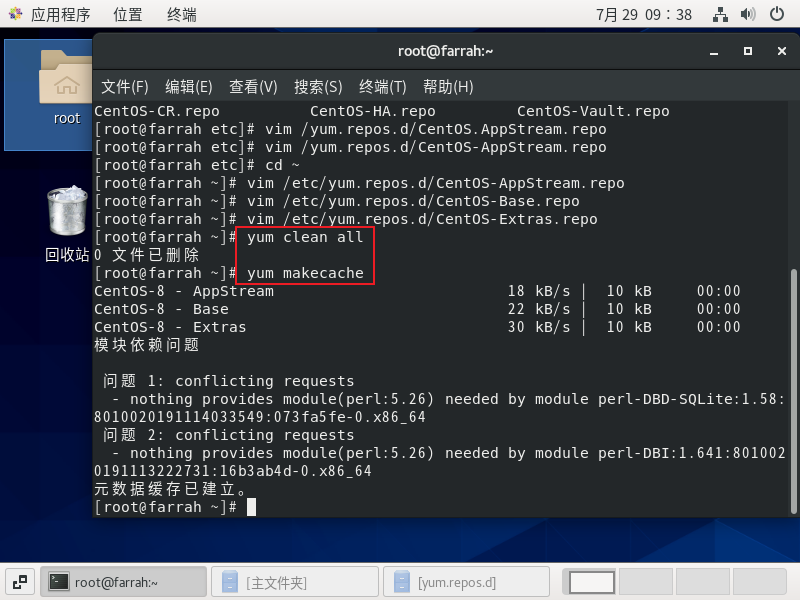 应用程序 位置 终端 7月 29 09：38
root@farrah:~
文件(F) 编辑(E) 查看(V) 搜索(S) 终端(T) 帮助(H)
root
回收站
CentOS-CR.repo CentOS-HA.repo CentOS-Vault.repo
[root@farrah etc]# vim /yum.repos.d/CentOS.AppStream.repo
[root@farrah etc]# vim /yum.repos.d/CentOS-AppStream.repo
[root@farrah etc]# cd ~
[root@farrah ~]# vim /etc/yum.repos.d/CentOS-AppStream.repo
[root@farrah ~]# vim /etc/yum.repos.d/CentOS-Base.repo
[root@farrah ~]# vim /etc/yum.repos.d/CentOS-Extras.repo
[root@farrah ~]# yum clean all
0 文件已删除
[root@farrah ~]# yum makecache
CentOS-8 - AppStream 18 kB/s | 10 kB 00:00
CentOS-8 - Base 22 kB/s | 10 kB 00:00
CentOS-8 - Extras 30 kB/s | 10 kB 00:00
模块依赖问题
问题 1: conflicting requests
- nothing provides module(perl:5.26) needed by module perl-DBD-SQLite:1.58:
8010020191114033549:073fa5fe-0.x86_64
问题 2: conflicting requests
- nothing provides module(perl:5.26) needed by module perl-DBI:1.641:801002
0191113222731:16b3ab4d-0.x86_64
元数据缓存已建立。
[root@farrah ~]#
root@farrah:~ [主文件夹] [yum.repos.d]